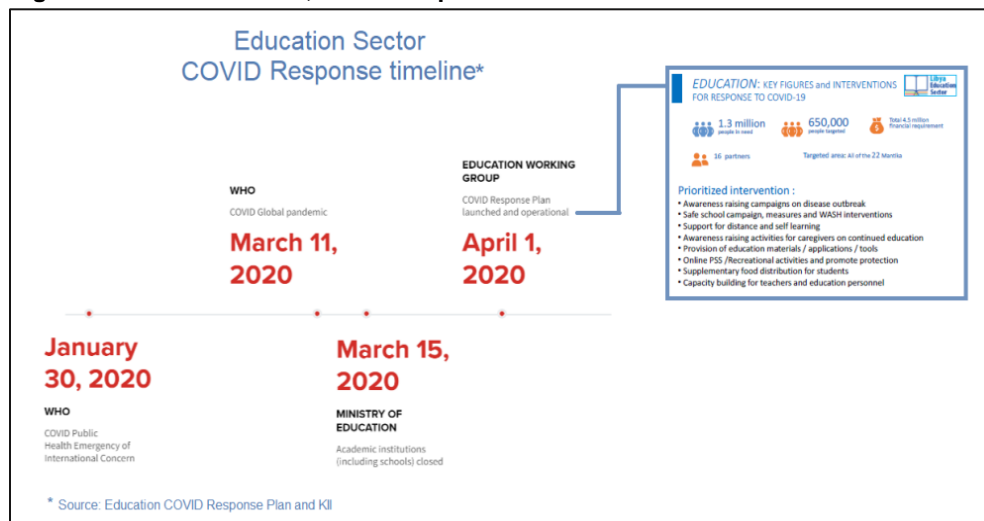 Education Sector
COVID Response timeline*
WHO
COVID Global pandemic
March 11,
2020
EDUCATION WORKING
GROUP
COVID Response Plan
launched and operational
April 1,
2020
January
30, 2020
WHO
COVID Public
Health Emergency of
International Concern
March 15,
2020
MINISTRY OF
EDUCATION
Academic institutions
(including schools) closed
* Source: Education COVID Response Plan and KII
EDUCATION: KEY FIGURES and INTERVENTIONS
FOR RESPONSE TO COVID-19
Libya
Education
Sector
1.3 million
people in need
650,000
people targeted
Total 4.5 million
financial requirement
16 partners
Targeted area: All of the 22 Mantika
Prioritized intervention :
• Awareness raising campaigns on disease outbreak
• Safe school campaign, measures and WASH interventions
• Support for distance and self learning
• Awareness raising activities for caregivers on continued education
• Provision of education materials / applications / tools
• Online PSS /Recreational activities and promote protection
• Supplementary food distribution for students
• Capacity building for teachers and education personnel